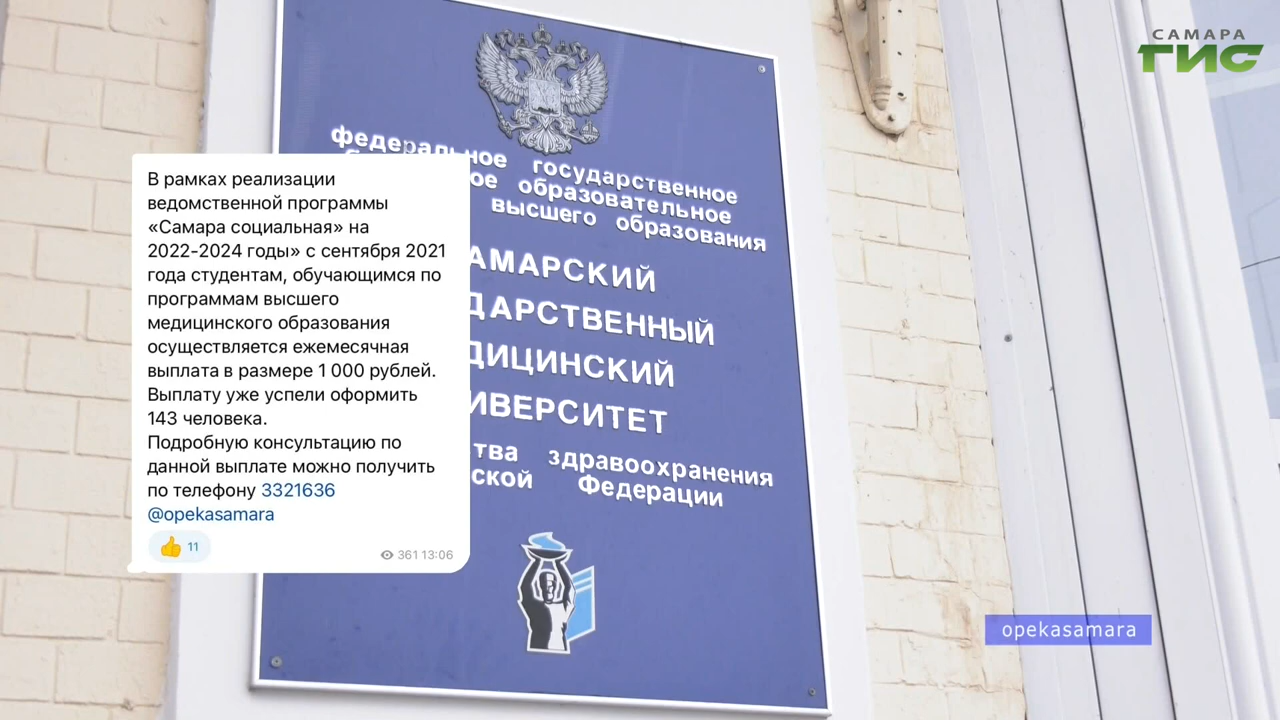 САМАРА
ГИС
федеральное государственное
ое образовательное
высшего образования
АМАРСКИЙ
ДАРСТВЕННЫЙ
ДИЦИНСКИЙ
ИВЕРСИТЕТ
тва здравоохранения
ской Федерации
В рамках реализации
ведомственной программы
«Самара социальная» на
2022-2024 годы» с сентября 2021
года студентам, обучающимся по
программам высшего
медицинского образования
осуществляется ежемесячная
выплата в размере 1 000 рублей.
Выплату уже успели оформить
143 человека.
Подробную консультацию по
данной выплате можно получить
по телефону 3321636
@opekasamara
👍 11
361 13:06
opekasamara